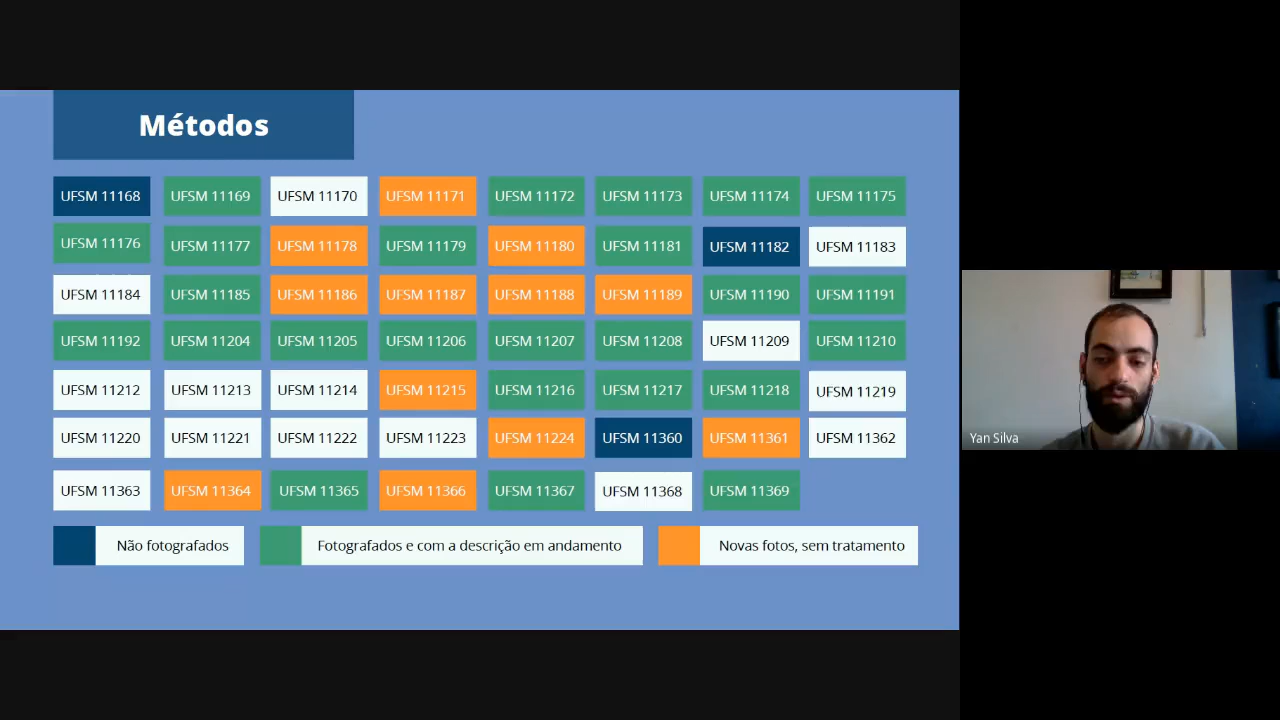 Métodos
UFSM 11168 UFSM 11169 UFSM 11170 UFSM 11171 UFSM 11172 UFSM 11173 UFSM 11174 UFSM 11175
UFSM 11176 UFSM 11177 UFSM 11178 UFSM 11179 UFSM 11180 UFSM 11181 UFSM 11182 UFSM 11183
UFSM 11184 UFSM 11185 UFSM 11186 UFSM 11187 UFSM 11188 UFSM 11189 UFSM 11190 UFSM 11191
UFSM 11192 UFSM 11204 UFSM 11205 UFSM 11206 UFSM 11207 UFSM 11208 UFSM 11209 UFSM 11210
UFSM 11212 UFSM 11213 UFSM 11214 UFSM 11215 UFSM 11216 UFSM 11217 UFSM 11218 UFSM 11219
UFSM 11220 UFSM 11221 UFSM 11222 UFSM 11223 UFSM 11224 UFSM 11360 UFSM 11361 UFSM 11362
UFSM 11363 UFSM 11364 UFSM 11365 UFSM 11366 UFSM 11367 UFSM 11368 UFSM 11369
Não fotografados Fotografados e com a descrição em andamento Novas fotos, sem tratamento
Yan Silva